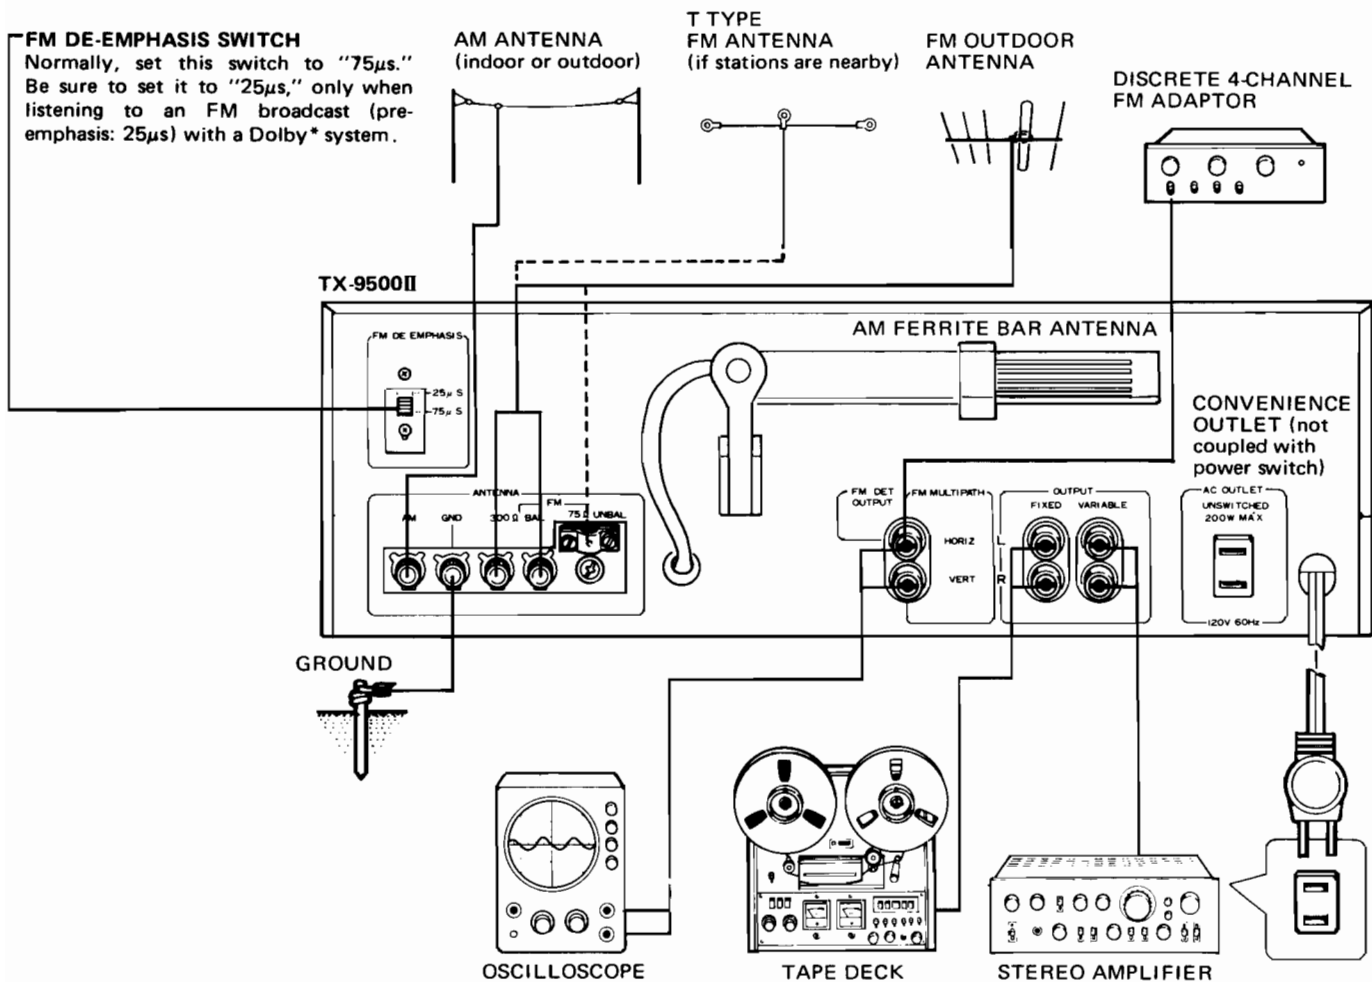 FM DE-EMPHASIS SWITCH
Normally, set this switch to "75µs."
Be sure to set it to "25µs," only when
listening to an FM broadcast (pre-
emphasis: 25µs) with a Dolby* system.
AM ANTENNA
(indoor or outdoor)
T TYPE
FM ANTENNA
(if stations are nearby)
FM OUTDOOR
ANTENNA
DISCRETE 4-CHANNEL
FM ADAPTOR
TX-9500II
FM DE EMPHASIS
25µ S
75µ S
AM FERRITE BAR ANTENNA
CONVENIENCE
OUTLET (not
coupled with
power switch)
ANTENNA
FM
AM
GND
300Ω BAL
75Ω UNBAL
FM DET
OUTPUT
FM MULTIPATH
HORIZ
VERT
OUTPUT
FIXED
VARIABLE
L
R
AC OUTLET
UNSWITCHED
200W MAX
120V 60Hz
GROUND
OSCILLOSCOPE
TAPE DECK
STEREO AMPLIFIER